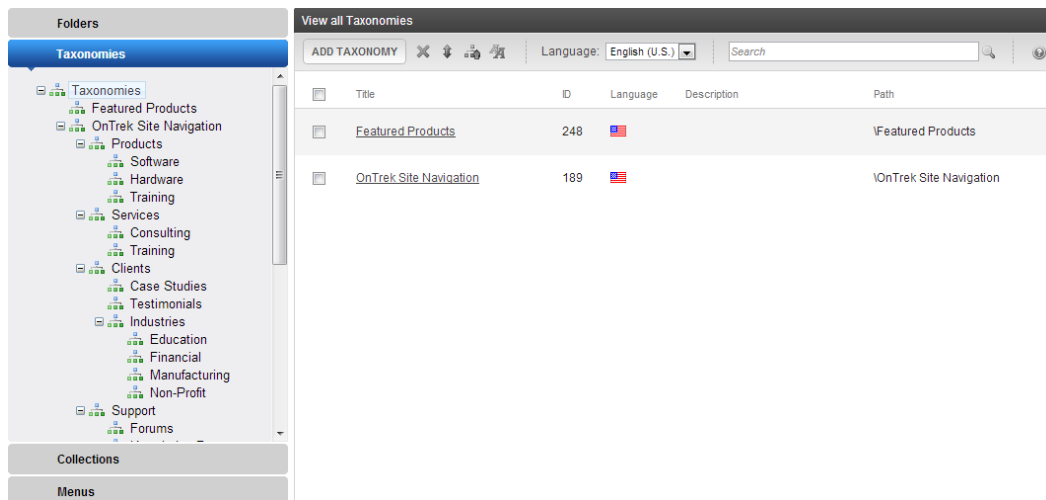 Folders
Taxonomies
Taxonomies
Featured Products
OnTrek Site Navigation
Products
Software
Hardware
Training
Services
Consulting
Training
Clients
Case Studies
Testimonials
Industries
Education
Financial
Manufacturing
Non-Profit
Support
Forums
Collections
Menus
View all Taxonomies
ADD TAXONOMY Language: English (U.S.) Search
Title ID Language Description Path
Featured Products 248 \Featured Products
OnTrek Site Navigation 189 \OnTrek Site Navigation